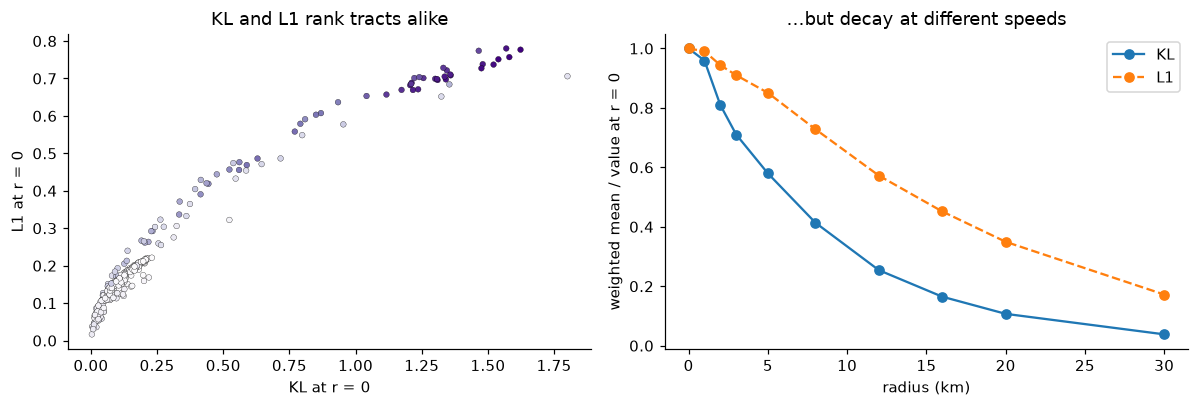 KL and L1 rank tracts alike
L1 at r = 0
0.8
0.7
0.6
0.5
0.4
0.3
0.2
0.1
0.0
0.00 0.25 0.50 0.75 1.00 1.25 1.50 1.75
KL at r = 0
...but decay at different speeds
weighted mean / value at r = 0
1.0
0.8
0.6
0.4
0.2
0.0
KL
L1
0 5 10 15 20 25 30
radius (km)